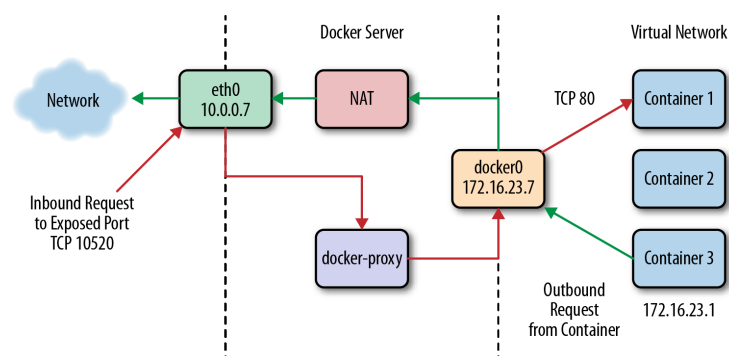 Docker Server
Virtual Network
Network
eth0
10.0.0.7
NAT
TCP 80
Container 1
docker0
172.16.23.7
Container 2
Inbound Request
to Exposed Port
TCP 10520
docker-proxy
Container 3
Outbound
Request
from Container
172.16.23.1